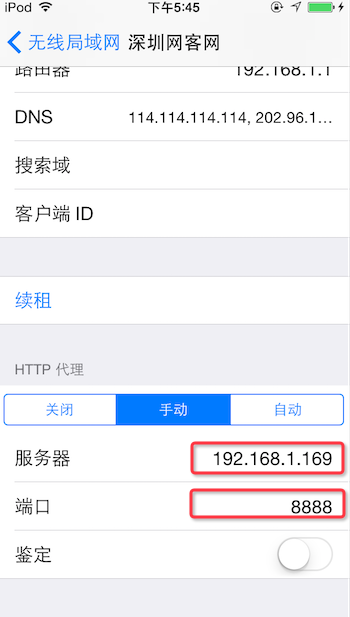 iPod 下午5:45
无线局域网 深圳网客网
路由器 192.168.1.1
DNS 114.114.114.114, 202.96.1...
搜索域
客户端 ID
续租
HTTP 代理
关闭 手动 自动
服务器 192.168.1.169
端口 8888
鉴定